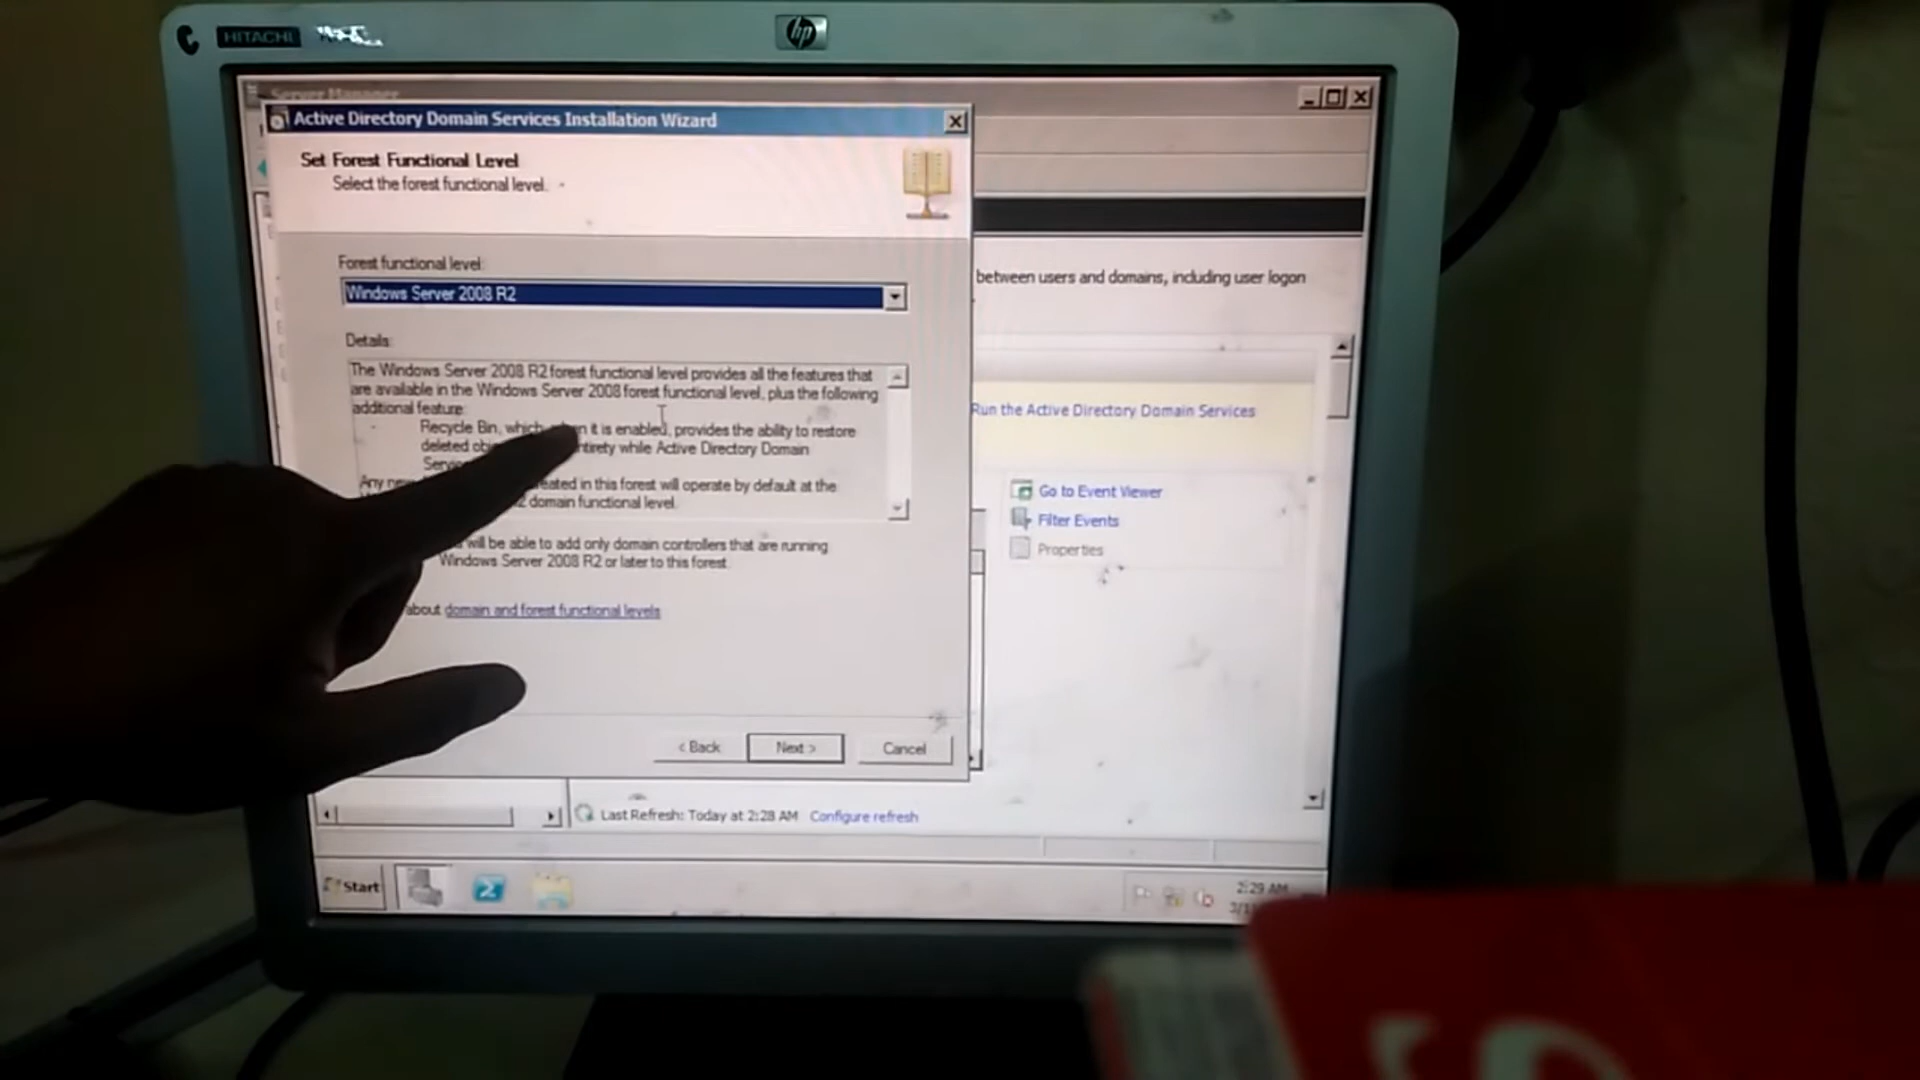 HITACHI
hp
Server Manager
Active Directory Domain Services Installation Wizard
Set Forest Functional Level
Select the forest functional level.
Forest functional level:
Windows Server 2008 R2
Details:
The Windows Server 2008 R2 forest functional level provides all the features that
are available in the Windows Server 2008 forest functional level, plus the following
additional feature:
Recycle Bin, which when it is enabled, provides the ability to restore
deleted entirety while Active Directory Domain
Any created in this forest will operate by default at the
domain functional level.
will be able to add only domain controllers that are running
Windows Server 2008 R2 or later to this forest.
about domain and forest functional levels
< Back
Next >
Cancel
between users and domains, including user logon
Run the Active Directory Domain Services
Go to Event Viewer
Filter Events
Properties
Last Refresh: Today at 2:28 AM Configure refresh
Start
2:29 AM